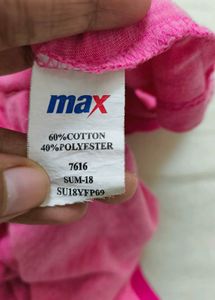 max
60%COTTON
40%POLYESTER
7616
SUM-18
SU18YFP69